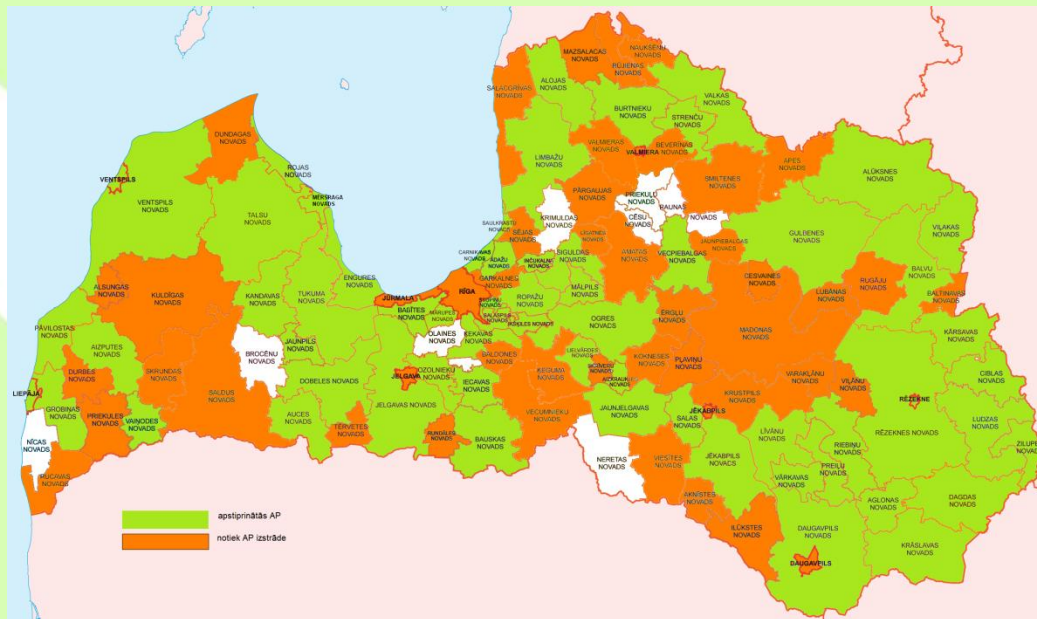 MAZSALACAS
NOVADS
NAUKŠĒNU
NOVADS
RŪJIENAS
NOVADS
ALOJAS
NOVADS
SALACGRĪVAS
NOVADS
VALKAS
NOVADS
BURTNIEKU
NOVADS
STRENČU
NOVADS
DUNDAGAS
NOVADS
VALMIERAS
NOVADS
VALMIERA
BEVERĪNAS
NOVADS
LIMBAŽU
NOVADS
APES
NOVADS
ROJAS
NOVADS
ALŪKSNES
NOVADS
VENTSPILS
SMILTENES
NOVADS
PĀRGAUJAS
NOVADS
PRIEKUĻU
NOVADS
RAUNAS
NOVADS
MĒRSRAGA
NOVADS
VENTSPILS
NOVADS
TALSU
NOVADS
KRIMULDAS
NOVADS
CĒSU
NOVADS
SAULKRASTU
NOVADS
SĒJAS
NOVADS
LĪGATNES
NOVADS
GULBENES
NOVADS
VIĻAKAS
NOVADS
JAUNPIEBALGAS
NOVADS
VECPIEBALGAS
NOVADS
AMATAS
NOVADS
CARNIKAVAS
NOVADS
ĀDAŽU
NOVADS
INČUKALNA
NOVADS
SIGULDAS
NOVADS
BALVU
NOVADS
ENGURES
NOVADS
GARKALNES
NOVADS
MĀLPILS
NOVADS
CESVAINES
NOVADS
RUGĀJU
NOVADS
ALSUNGAS
NOVADS
KULDĪGAS
NOVADS
KANDAVAS
NOVADS
TUKUMA
NOVADS
JŪRMALA
RĪGA
ROPAŽU
NOVADS
LUBĀNAS
NOVADS
BALTINAVAS
NOVADS
BABĪTES
NOVADS
MĀRUPES
NOVADS
IKŠĶILES NOVADS
OGRES
NOVADS
ĒRGĻU
NOVADS
PĀVILOSTAS
NOVADS
MADONAS
NOVADS
KĀRSAVAS
NOVADS
OLAINES
NOVADS
ĶEKAVAS
NOVADS
AIZPUTES
NOVADS
JAUNPILS
NOVADS
BROCĒNU
NOVADS
BALDONES
NOVADS
LIELVĀRDES
NOVADS
KOKNESES
NOVADS
PĻAVIŅU
NOVADS
VARAKĻĀNU
NOVADS
VIĻĀNU
NOVADS
CIBLAS
NOVADS
DURBES
NOVADS
SKRUNDAS
NOVADS
OZOLNIEKU
NOVADS
ĶEGUMA
NOVADS
AIZKRAUKLES
NOVADS
JELGAVA
DOBELES NOVADS
IECAVAS
NOVADS
KRUSTPILS
NOVADS
RĒZEKNE
LIEPĀJA
SALDUS
NOVADS
JELGAVAS NOVADS
VECUMNIEKU
NOVADS
JAUNJELGAVAS
NOVADS
JĒKABPILS
GROBIŅAS
NOVADS
PRIEKULES
NOVADS
VAIŅODES
NOVADS
AUCES
NOVADS
TĒRVETES
NOVADS
SALAS
NOVADS
LUDZAS
NOVADS
LĪVĀNU
NOVADS
RĒZEKNES NOVADS
RUNDĀLES
NOVADS
BAUSKAS
NOVADS
RIEBIŅU
NOVADS
ZILUPES
NOVADS
NĪCAS
NOVADS
NERETAS
NOVADS
VIESĪTES
NOVADS
JĒKABPILS
NOVADS
PREIĻU
NOVADS
VĀRKAVAS
NOVADS
RUCAVAS
NOVADS
AKNĪSTES
NOVADS
AGLONAS
NOVADS
DAGDAS
NOVADS
ILŪKSTES
NOVADS
DAUGAVPILS
NOVADS
KRĀSLAVAS
NOVADS
DAUGAVPILS
apstiprinātās AP
notiek AP izstrāde